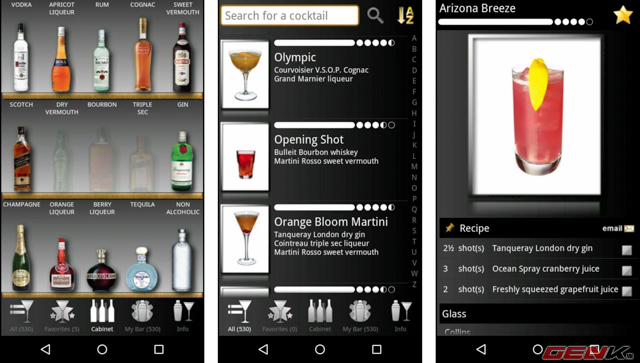 VODKA
APRICOT
LIQUEUR
RUM
COGNAC
SWEET
VERMOUTH
SCOTCH
DRY
VERMOUTH
BOURBON
TRIPLE
SEC
GIN
CHAMPAGNE
ORANGE
LIQUEUR
BERRY
LIQUEUR
TEQUILA
NON
ALCOHOLIC
All (530)
Favorites (5)
Cabinet
My Bar (530)
Info
Search for a cocktail
A
Z
Olympic
Courvoisier V.S.O.P. Cognac
Grand Marnier liqueur
Opening Shot
Bulleit Bourbon whiskey
Martini Rosso sweet vermouth
Orange Bloom Martini
Tanqueray London dry gin
Cointreau triple sec liqueur
Martini Rosso sweet vermouth
A
B
C
D
E
F
G
H
I
J
K
L
M
N
O
P
Q
R
S
T
U
V
W
X
Y
Z
All (530)
Favorites (0)
Cabinet
My Bar (530)
Info
Arizona Breeze
Recipe
email
2½ shot(s) Tanqueray London dry gin
3 shot(s) Ocean Spray cranberry juice
2 shot(s) Freshly squeezed grapefruit juice
Glass
Collins
GENK